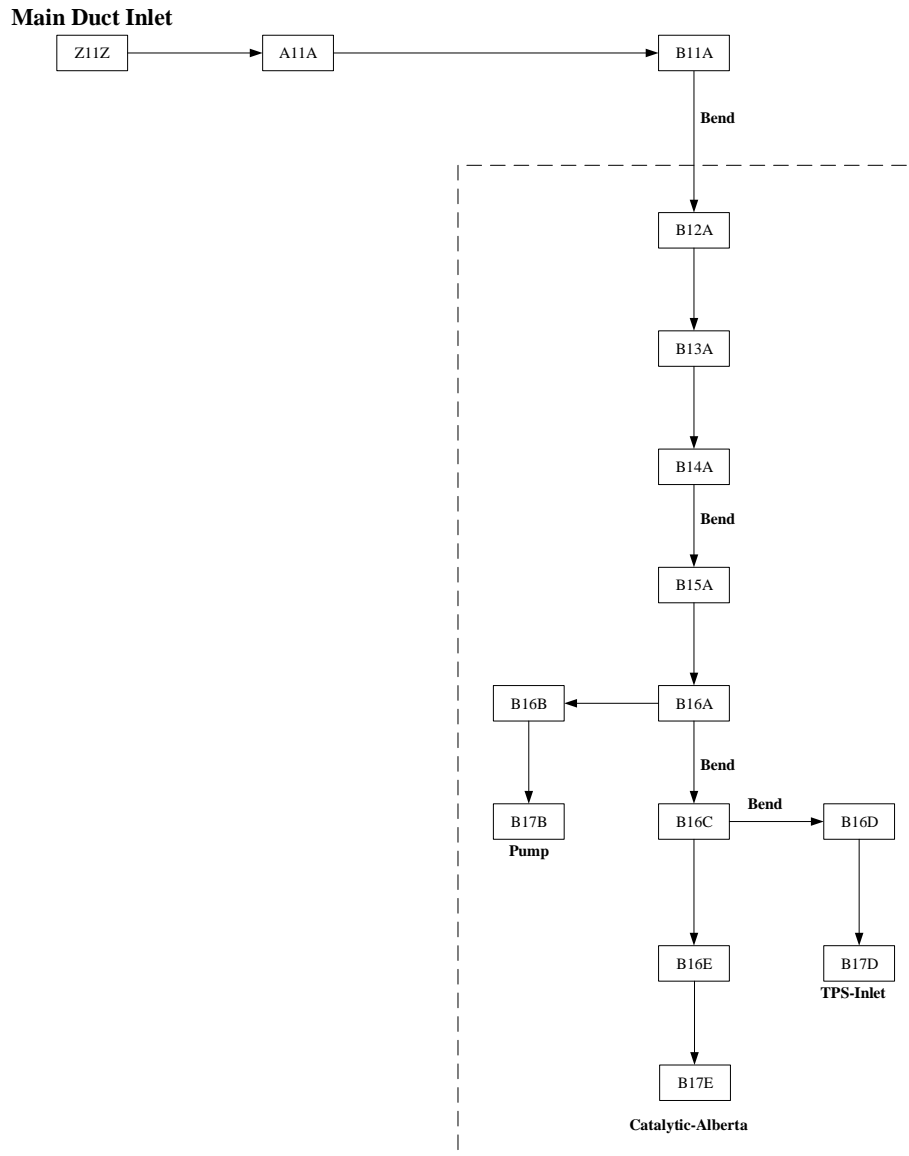 Main Duct Inlet
Z11Z
A11A
B11A
Bend
B12A
B13A
B14A
Bend
B15A
B16B
B16A
Bend
Bend
B17B
B16C
B16D
Pump
B16E
B17D
TPS-Inlet
B17E
Catalytic-Alberta